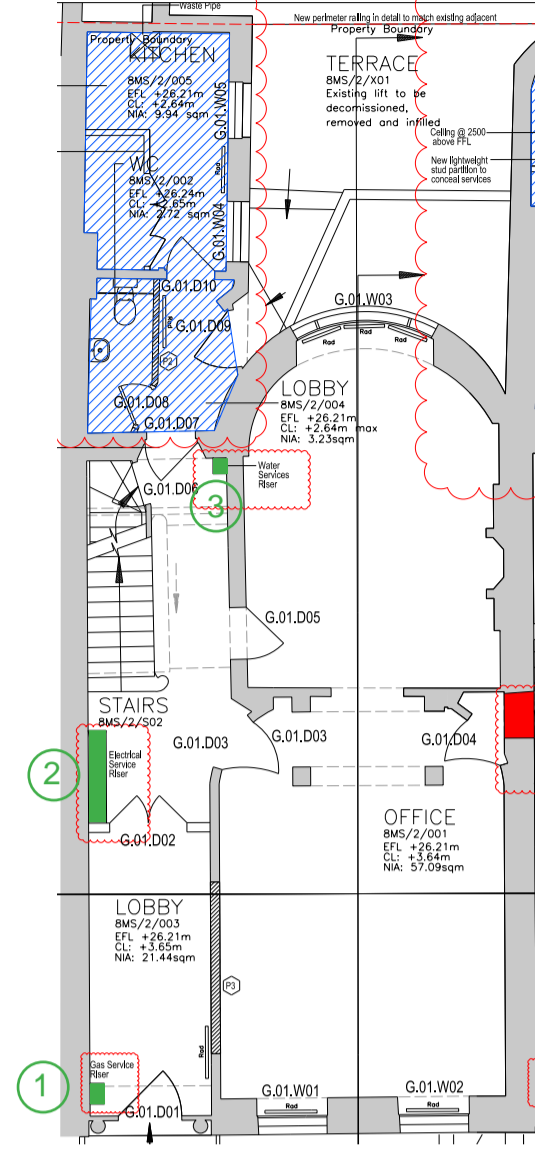 Waste Pipe
New perimeter railing in detail to match existing adjacent
Property Boundary
Property Boundary
KITCHEN
8MS/2/005
EFL +26.21m
CL: +2.64m
NIA: 9.94 sqm
G.01.W05
Rad
TERRACE
8MS/2/X01
Existing lift to be
decomissioned,
removed and infilled
Ceiling @ 2500
above FFL
New lightweight
stud partition to
conceal services
WC
8MS/2/002
EFL +26.24m
CL: +2.65m
NIA: 2.72 sqm
G.01.W04
G.01.D10
G.01.W03
Rad
Rad
Rad
Rad
G.01.D09
P2
LOBBY
8MS/2/004
EFL +26.21m
CL: +2.64m max
NIA: 3.23sqm
G.01.D08
G.01.D07
Water
Services
Riser
G.01.D06
3
G.01.D05
STAIRS
8MS/2/S02
G.01.D03
G.01.D03
G.01.D04
Electrical
Service
Riser
2
G.01.D02
OFFICE
8MS/2/001
EFL +26.21m
CL: +3.64m
NIA: 57.09sqm
LOBBY
8MS/2/003
EFL +26.21m
CL: +3.65m
NIA: 21.44sqm
P3
Rad
Gas Service
Riser
1
G.01.D01
G.01.W01
Rad
G.01.W02
Rad